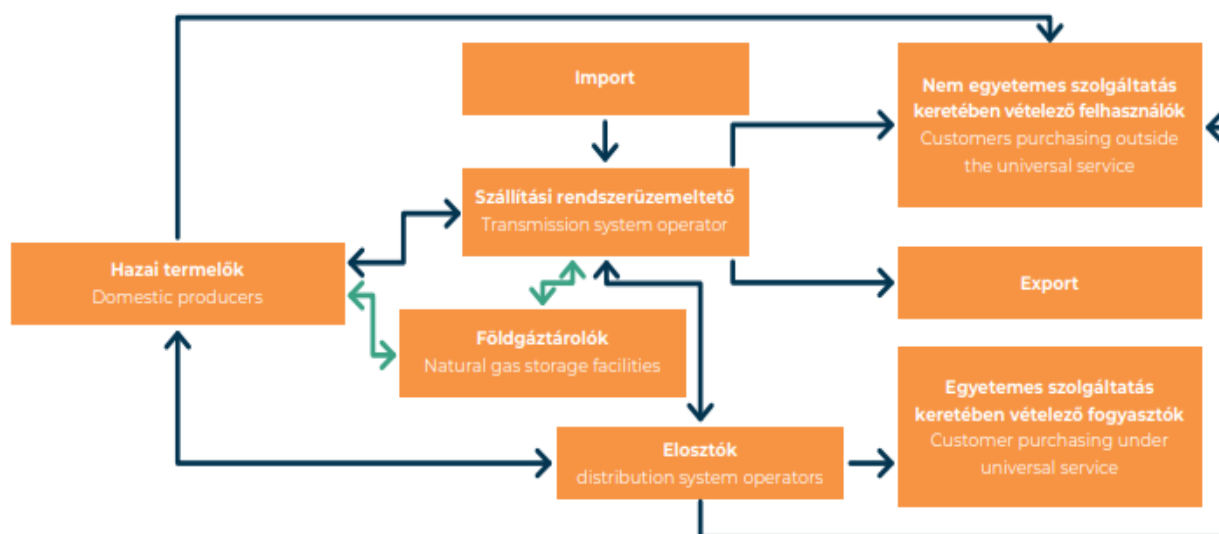 Import
Nem egyetemes szolgáltatás
keretében vételező felhasználók
Customers purchasing outside
the universal service
Szállítási rendszerüzemeltető
Transmission system operator
Hazai termelők
Domestic producers
Export
Földgáztárolók
Natural gas storage facilities
Egyetemes szolgáltatás
keretében vételező fogyasztók
Customer purchasing under
universal service
Elosztók
distribution system operators